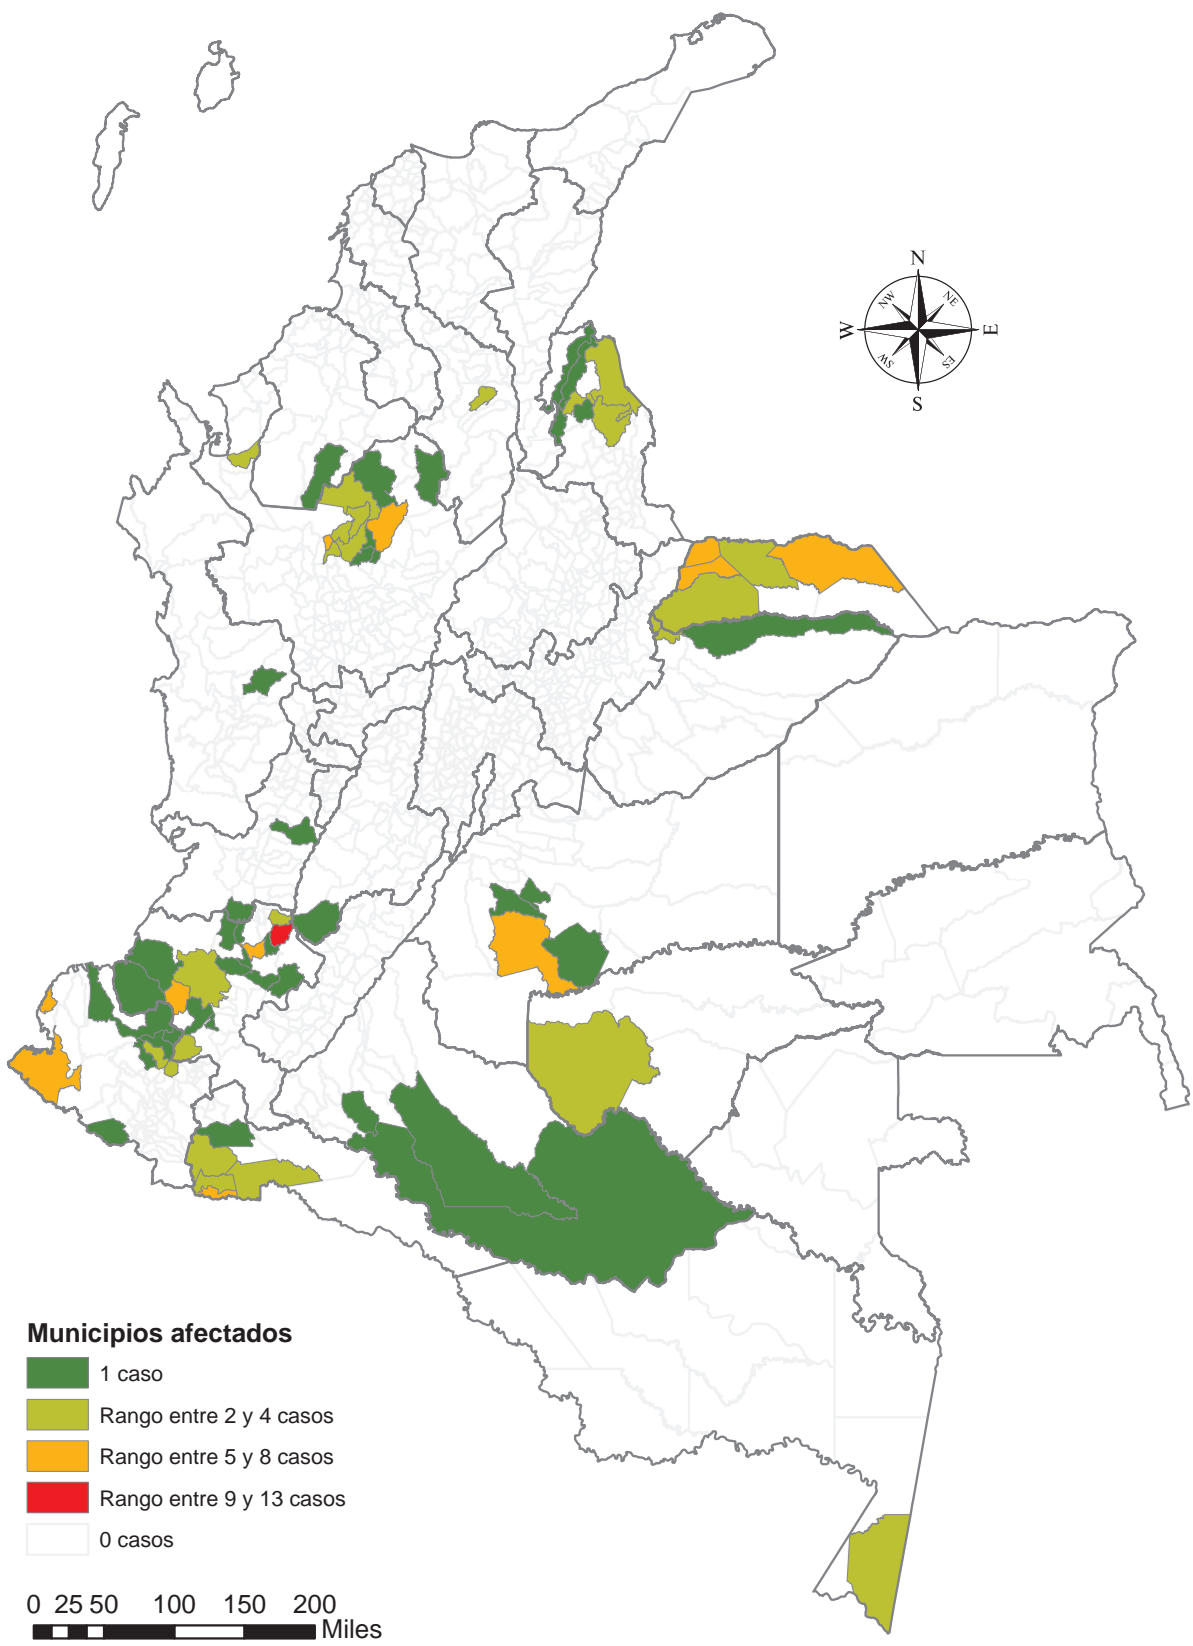 N
NW
NE
W
E
SW
ES
S
Municipios afectados
1 caso
Rango entre 2 y 4 casos
Rango entre 5 y 8 casos
Rango entre 9 y 13 casos
0 casos
0 25 50 100 150 200
Miles